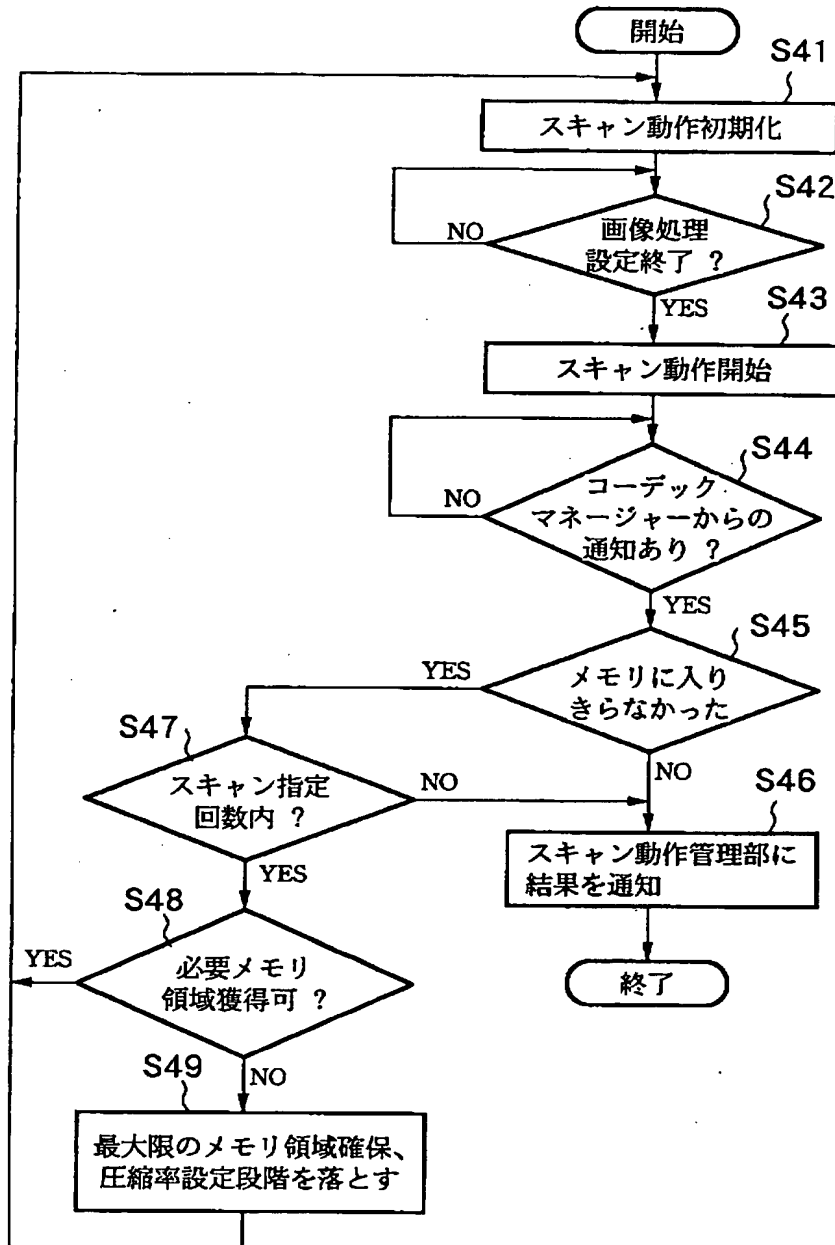 開始
S41
スキャン動作初期化
S42
NO
画像処理
設定終了 ?
YES
S43
スキャン動作開始
S44
NO
コーデック
マネージャーからの
通知あり ?
YES
S45
YES
メモリに入り
きらなかった
S47
NO
スキャン指定
回数内 ?
NO
S46
スキャン動作管理部に
結果を通知
YES
S48
YES
必要メモリ
領域獲得可 ?
終了
S49
NO
最大限のメモリ領域確保、
圧縮率設定段階を落とす